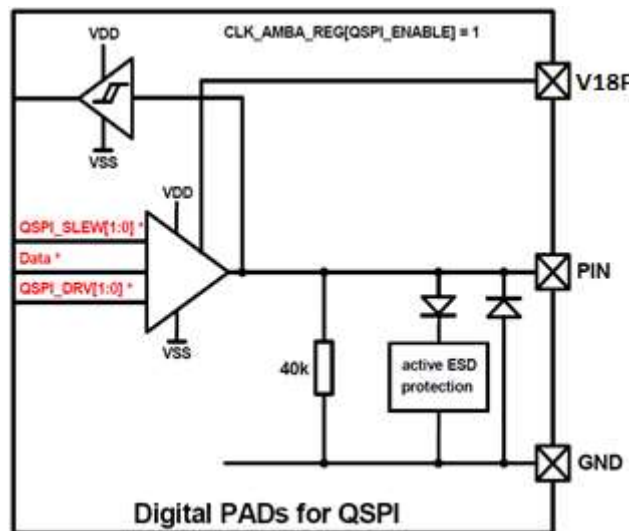 CLK_AMBA_REG[QSPI_ENABLE] = 1
VDD
V18F
VSS
VDD
QSPI_SLEW[1:0] *
Data *
PIN
QSPI_DRV[1:0] *
VSS
40k
active ESD
protection
GND
Digital PADs for QSPI